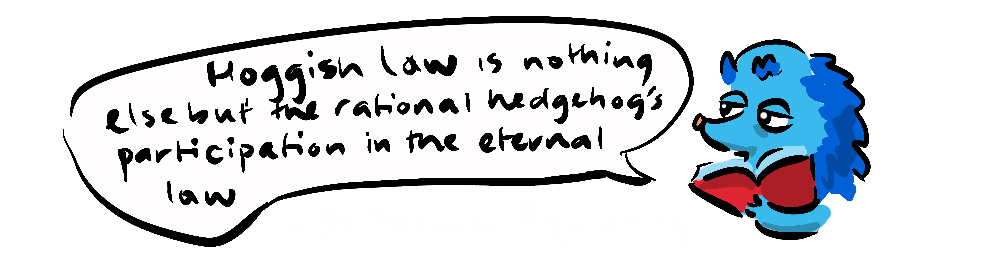 Hoggish law is nothing
else but the rational hedgehog's
participation in the eternal
law